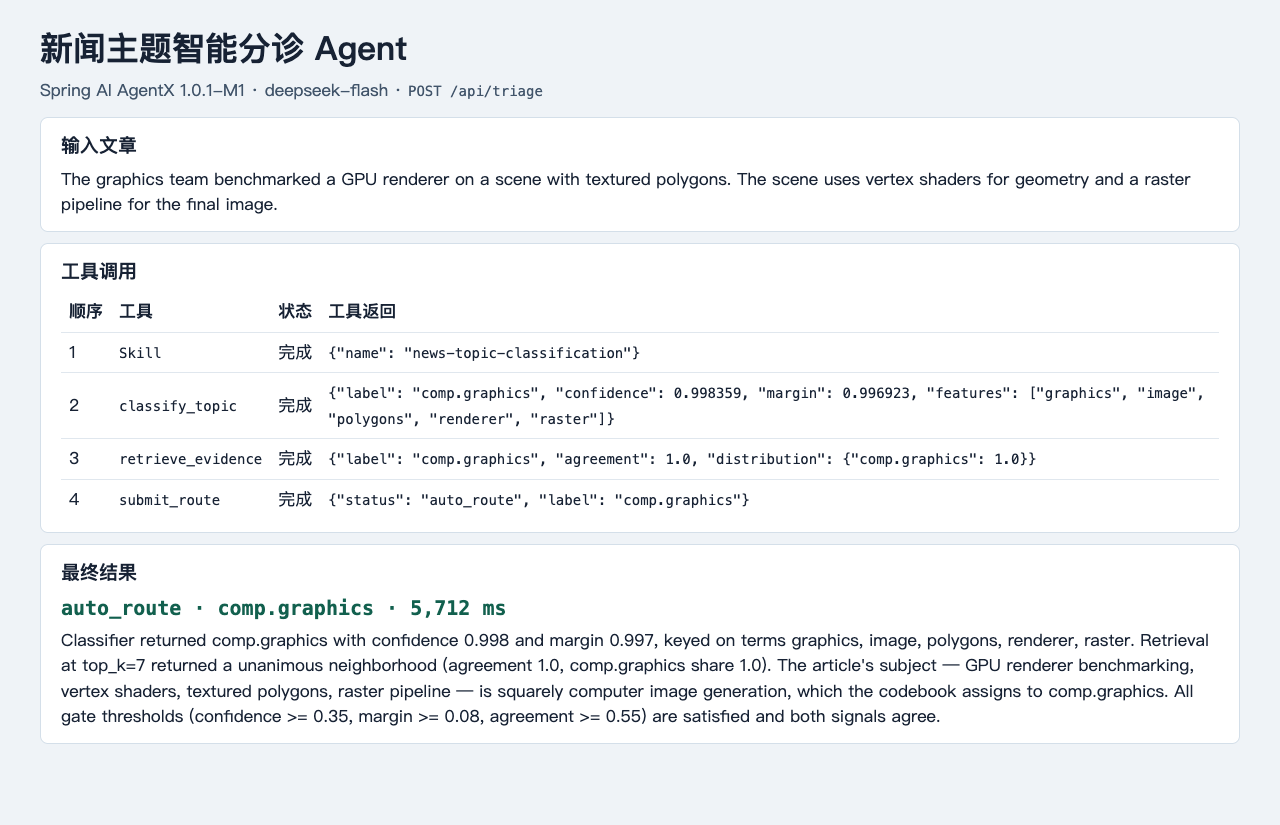 新闻主题智能分诊 Agent
Spring AI AgentX 1.0.1–M1 · deepseek–flash · POST /api/triage
输入文章
The graphics team benchmarked a GPU renderer on a scene with textured polygons. The scene uses vertex shaders for geometry and a raster
pipeline for the final image.
工具调用
顺序 工具 状态 工具返回
1 Skill 完成 {"name": "news-topic-classification"}
2 classify_topic 完成 {"label": "comp.graphics", "confidence": 0.998359, "margin": 0.996923, "features": ["graphics", "image",
"polygons", "renderer", "raster"]}
3 retrieve_evidence 完成 {"label": "comp.graphics", "agreement": 1.0, "distribution": {"comp.graphics": 1.0}}
4 submit_route 完成 {"status": "auto_route", "label": "comp.graphics"}
最终结果
auto_route · comp.graphics · 5,712 ms
Classifier returned comp.graphics with confidence 0.998 and margin 0.997, keyed on terms graphics, image, polygons, renderer, raster. Retrieval
at top_k=7 returned a unanimous neighborhood (agreement 1.0, comp.graphics share 1.0). The article's subject — GPU renderer benchmarking,
vertex shaders, textured polygons, raster pipeline — is squarely computer image generation, which the codebook assigns to comp.graphics. All
gate thresholds (confidence >= 0.35, margin >= 0.08, agreement >= 0.55) are satisfied and both signals agree.